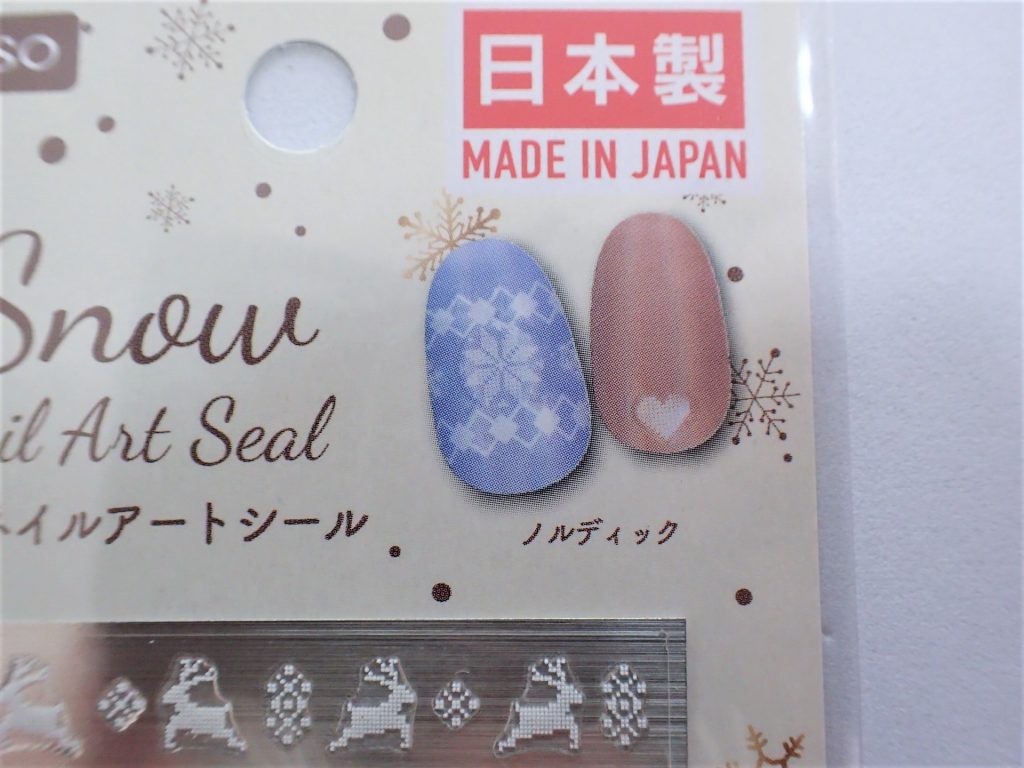 SO
日本製
MADE IN JAPAN
Snow
il Art Seal
ネイルアートシール
ノルディック